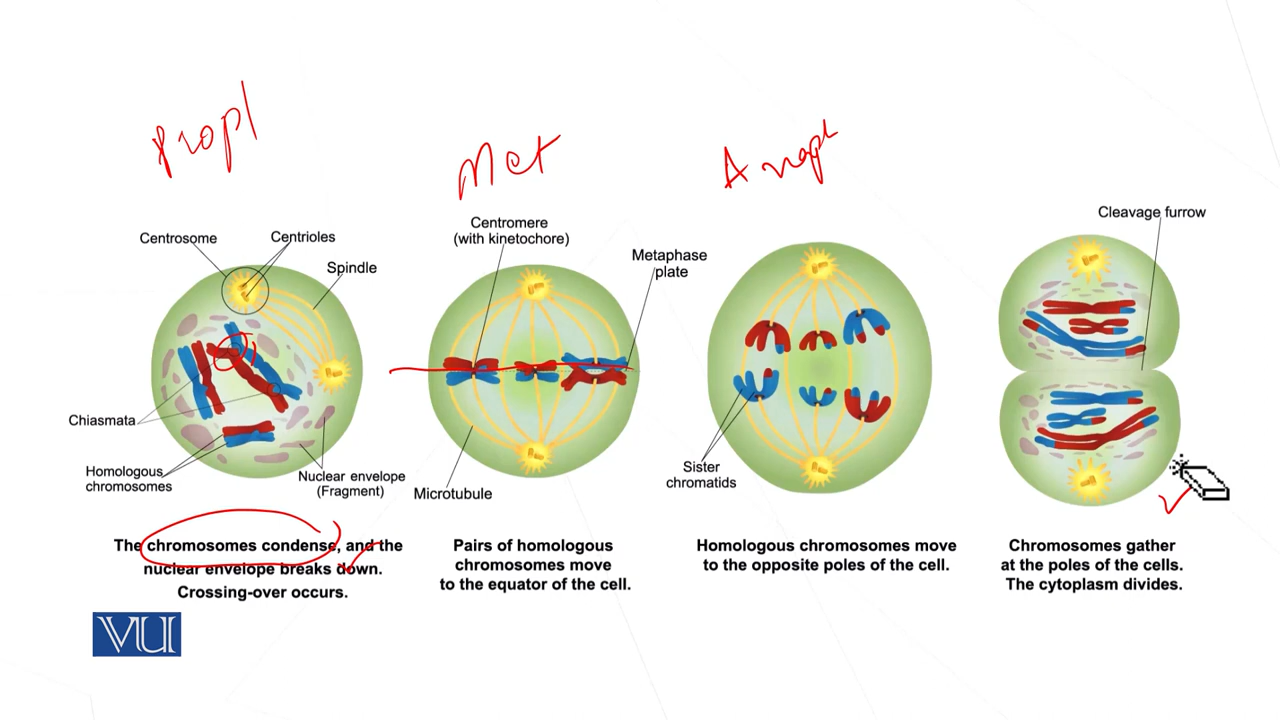 Propl
Met
Anapl
Cleavage furrow
Centromere
(with kinetochore)
Centrosome
Centrioles
Spindle
Metaphase
plate
Chiasmata
Homologous
chromosomes
Nuclear envelope
(Fragment)
Microtubule
Sister
chromatids
The chromosomes condense, and the
nuclear envelope breaks down.
Crossing-over occurs.
Pairs of homologous
chromosomes move
to the equator of the cell.
Homologous chromosomes move
to the opposite poles of the cell.
Chromosomes gather
at the poles of the cells.
The cytoplasm divides.
VU